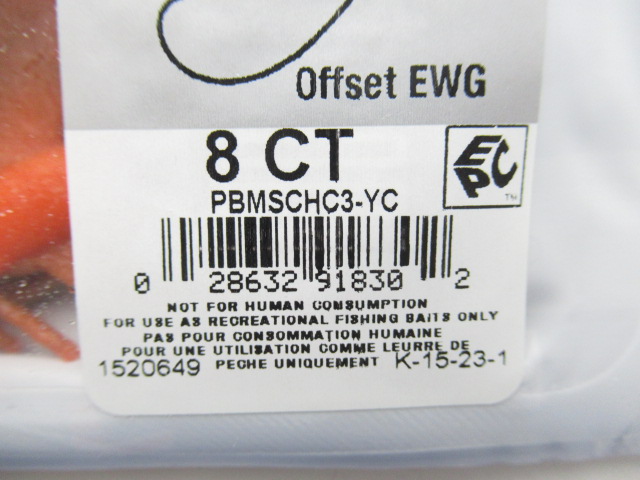 Offset EWG
8 CT
EPC™
PBMSCHC3-YC
0 28632 91830 2
NOT FOR HUMAN CONSUMPTION
FOR USE AS RECREATIONAL FISHING BAITS ONLY
PAS POUR CONSOMMATION HUMAINE
POUR UNE UTILISATION COMME LEURRE DE
1520649 PECHE UNIQUEMENT K-15-23-1